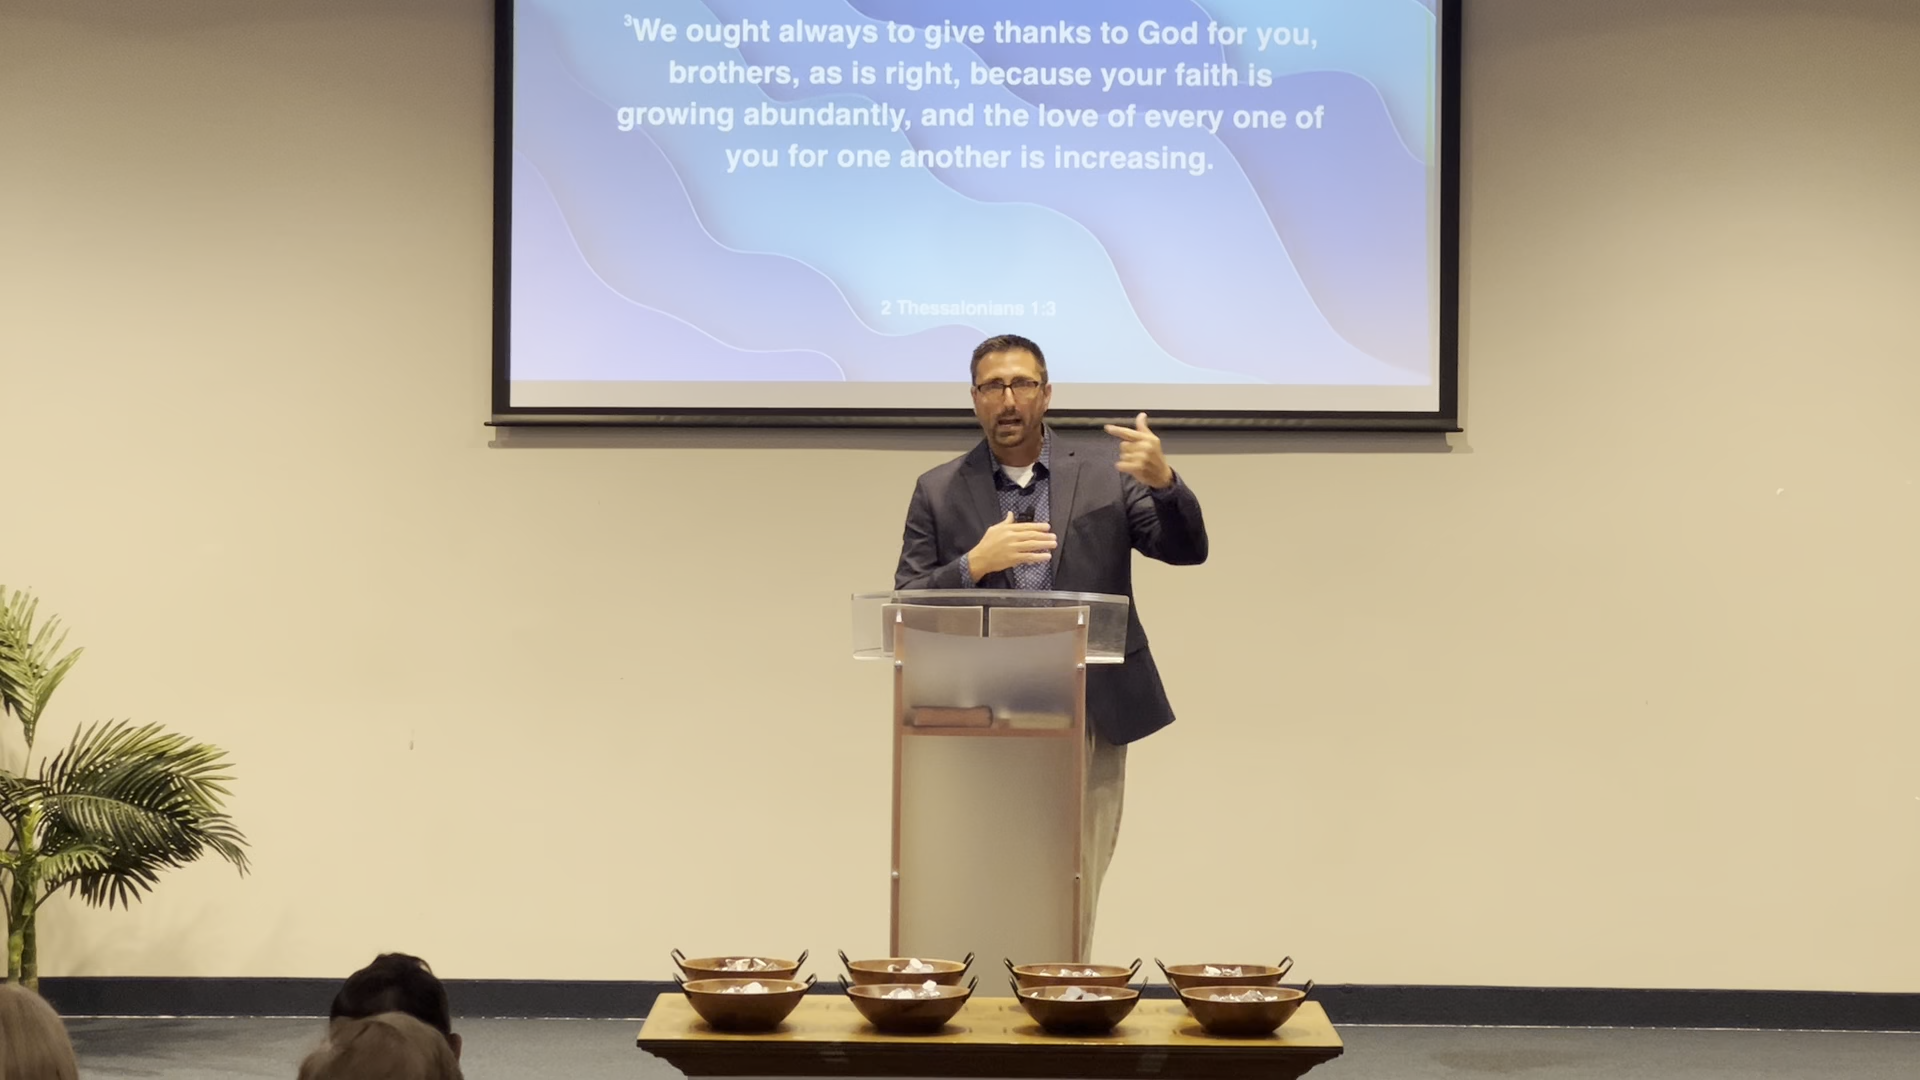 ³We ought always to give thanks to God for you,
brothers, as is right, because your faith is
growing abundantly, and the love of every one of
you for one another is increasing.
2 Thessalonians 1:3